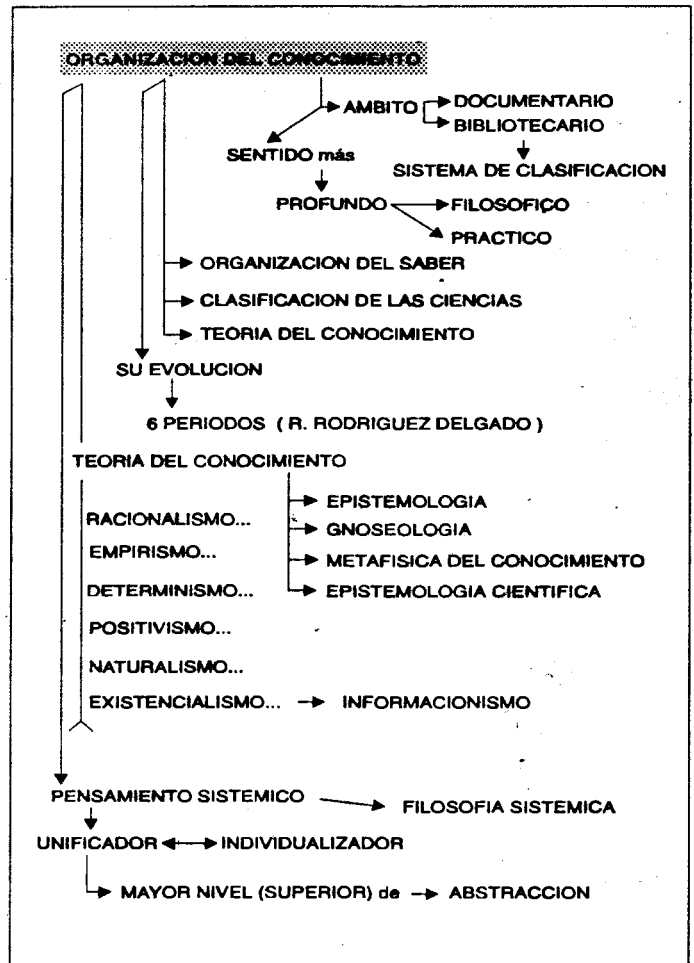 ORGANIZACION DEL CONOCIMIENTO
AMBITO DOCUMENTARIO
BIBLIOTECARIO
SENTIDO más
SISTEMA DE CLASIFICACION
PROFUNDO FILOSOFICO
PRACTICO
ORGANIZACION DEL SABER
CLASIFICACION DE LAS CIENCIAS
TEORIA DEL CONOCIMIENTO
SU EVOLUCION
6 PERIODOS ( R. RODRIGUEZ DELGADO )
TEORIA DEL CONOCIMIENTO
EPISTEMOLOGIA
RACIONALISMO...
GNOSEOLOGIA
EMPIRISMO...
METAFISICA DEL CONOCIMIENTO
DETERMINISMO...
EPISTEMOLOGIA CIENTIFICA
POSITIVISMO...
NATURALISMO...
EXISTENCIALISMO... INFORMACIONISMO
PENSAMIENTO SISTEMICO
FILOSOFIA SISTEMICA
UNIFICADOR INDIVIDUALIZADOR
MAYOR NIVEL (SUPERIOR) de ABSTRACCION